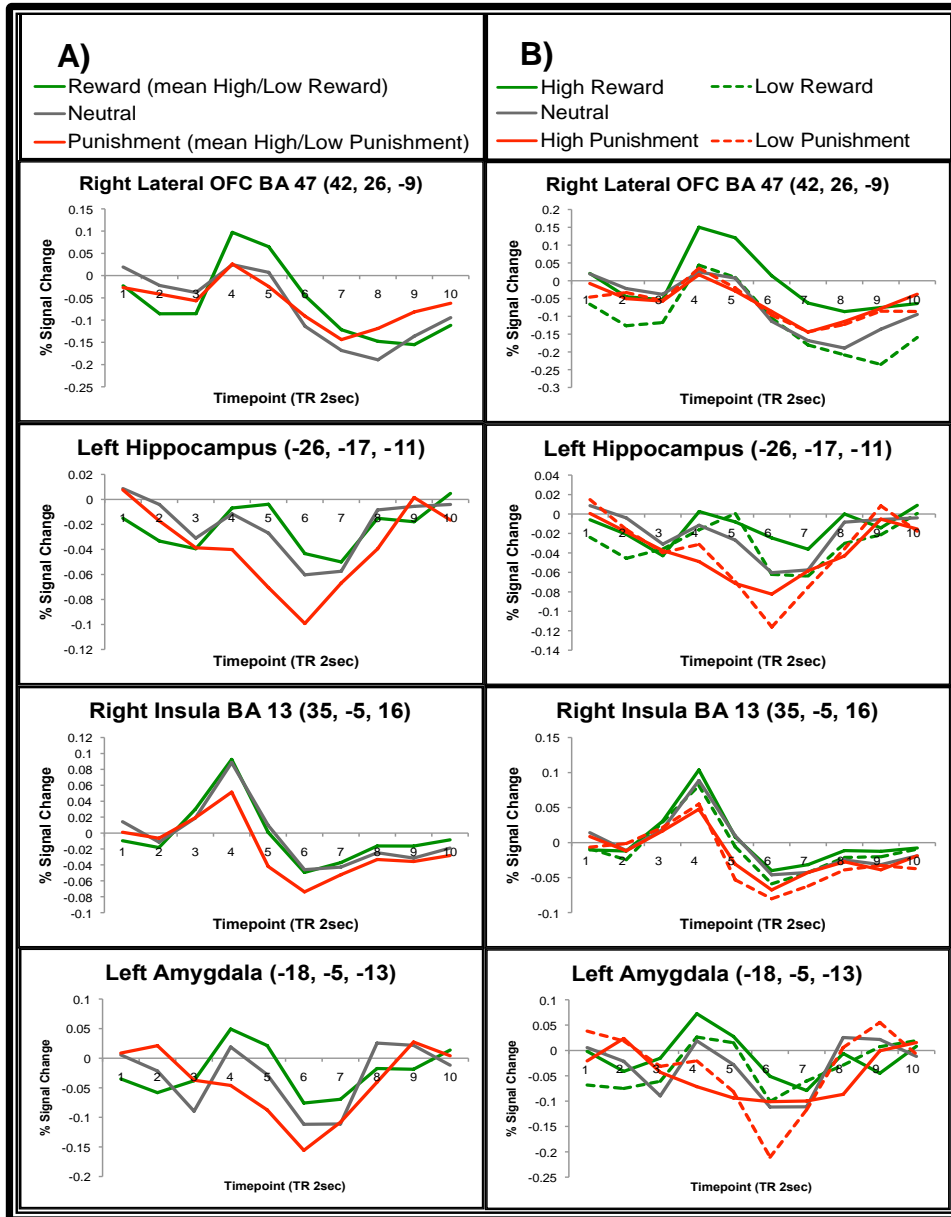 A)
Reward (mean High/Low Reward)
Neutral
Punishment (mean High/Low Punishment)
B)
High Reward Low Reward
Neutral
High Punishment Low Punishment
Right Lateral OFC BA 47 (42, 26, -9)
% Signal Change
0.15
0.1
0.05
0
-0.05
-0.1
-0.15
-0.2
-0.25
1 2 3 4 5 6 7 8 9 10
Timepoint (TR 2sec)
Right Lateral OFC BA 47 (42, 26, -9)
% Signal Change
0.2
0.15
0.1
0.05
0
-0.05
-0.1
-0.15
-0.2
-0.25
-0.3
1 2 3 4 5 6 7 8 9 10
Timepoint (TR 2sec)
Left Hippocampus (-26, -17, -11)
% Signal Change
0.02
0
-0.02
-0.04
-0.06
-0.08
-0.1
-0.12
1 2 3 4 5 6 7 8 9 10
Timepoint (TR 2sec)
Left Hippocampus (-26, -17, -11)
% Signal Change
0.04
0.02
0
-0.02
-0.04
-0.06
-0.08
-0.1
-0.12
-0.14
1 2 3 4 5 6 7 8 9 10
Timepoint (TR 2sec)
Right Insula BA 13 (35, -5, 16)
% Signal Change
0.12
0.1
0.08
0.06
0.04
0.02
0
-0.02
-0.04
-0.06
-0.08
-0.1
1 2 3 4 5 6 7 8 9 10
Timepoint (TR 2sec)
Right Insula BA 13 (35, -5, 16)
% Signal Change
0.15
0.1
0.05
0
-0.05
-0.1
1 2 3 4 5 6 7 8 9 10
Timepoint (TR 2sec)
Left Amygdala (-18, -5, -13)
% Signal Change
0.1
0.05
0
-0.05
-0.1
-0.15
-0.2
1 2 3 4 5 6 7 8 9 10
Timepoint (TR 2sec)
Left Amygdala (-18, -5, -13)
% Signal Change
0.1
0.05
0
-0.05
-0.1
-0.15
-0.2
-0.25
1 2 3 4 5 6 7 8 9 10
Timepoint (TR 2sec)